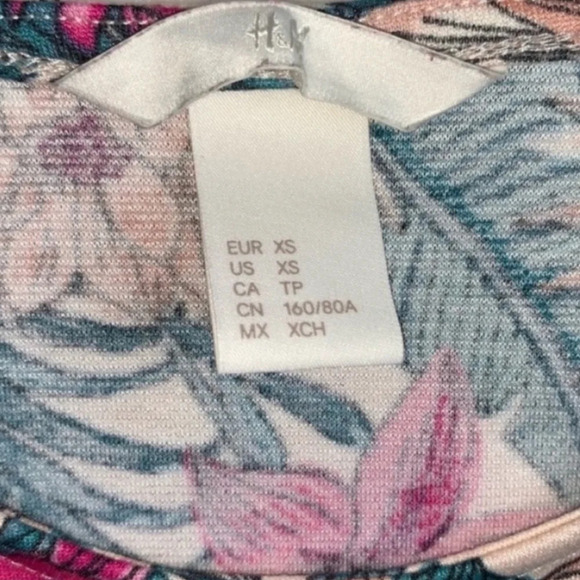 H&M
EUR XS
US XS
CA TP
CN 160/80A
MX XCH